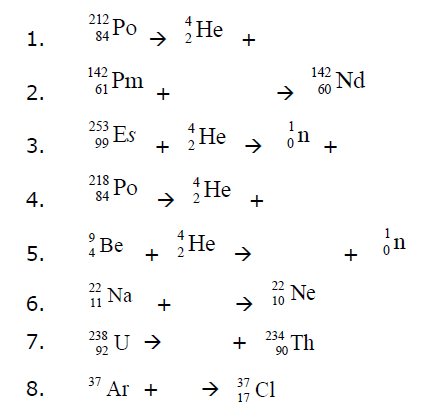 1. ²¹²₈₄Po → ⁴₂He +
2. ¹⁴²₆₁Pm + → ¹⁴²₆₀Nd
3. ²⁵³₉₉Es + ⁴₂He → ¹₀n +
4. ²¹⁸₈₄Po → ⁴₂He +
5. ⁹₄Be + ⁴₂He → + ¹₀n
6. ²²₁₁Na + → ²²₁₀Ne
7. ²³⁸₉₂U → + ²³⁴₉₀Th
8. ³⁷Ar + → ³⁷₁₇Cl